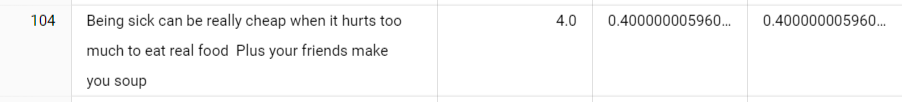 104 Being sick can be really cheap when it hurts too 4.0 0.400000005960... 0.400000005960...
much to eat real food  Plus your friends make
you soup